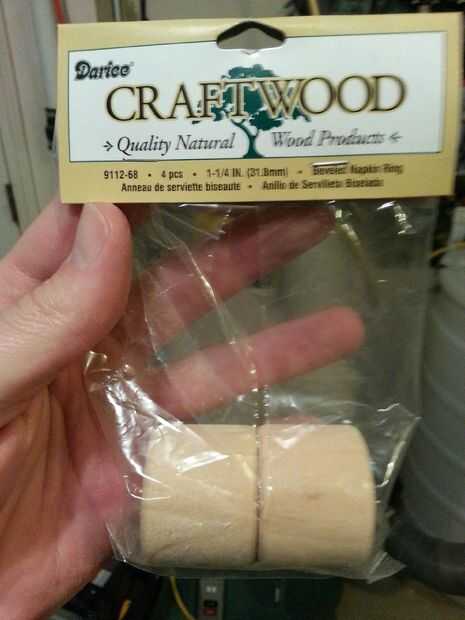 Darice®
CRAFTWOOD
Quality Natural Wood Products
9112-68 • 4 pcs • 1-1/4 IN. (31.8mm) • Beveled Napkin Ring
Anneau de serviette biseauté • Anillo de Servilleta Biselado